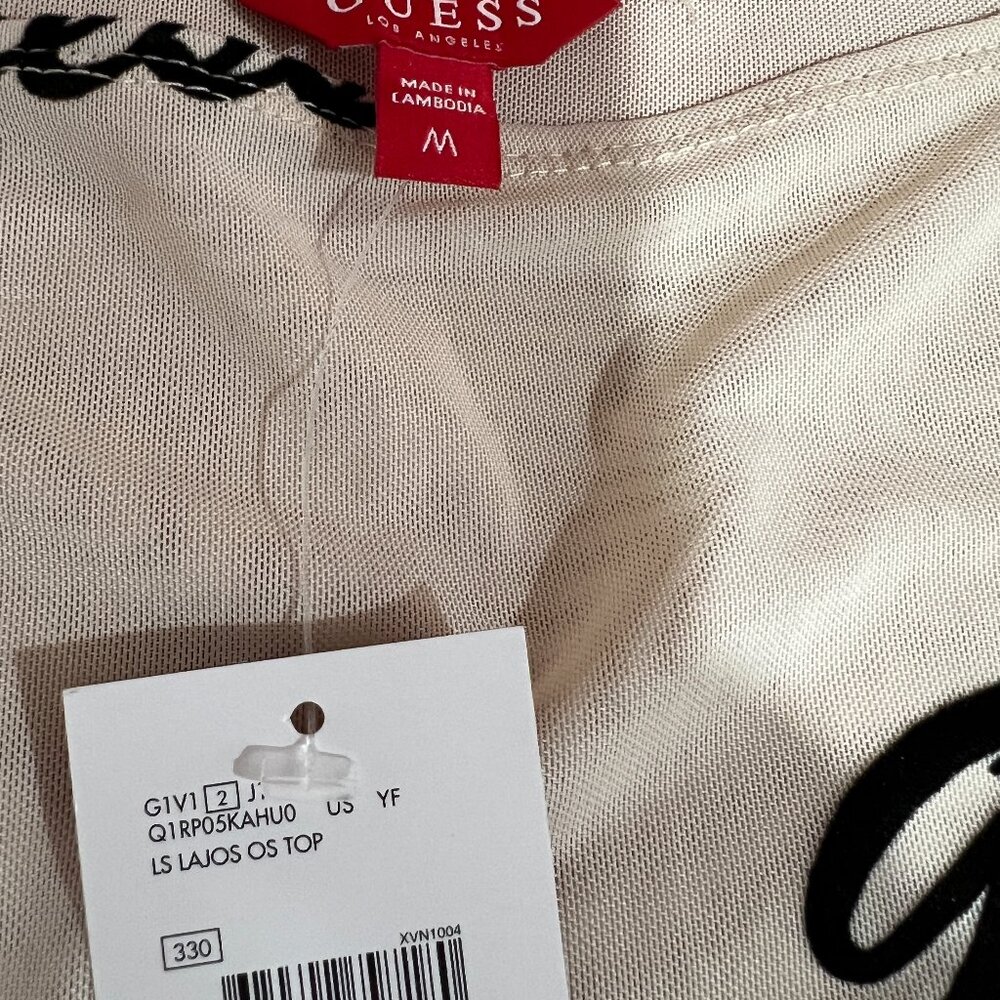 GUESS
LOS ANGELES
MADE IN
CAMBODIA
M
G1V1 2
Q1RP05KAHU0 US YF
LS LAJOS OS TOP
330
XVN1004